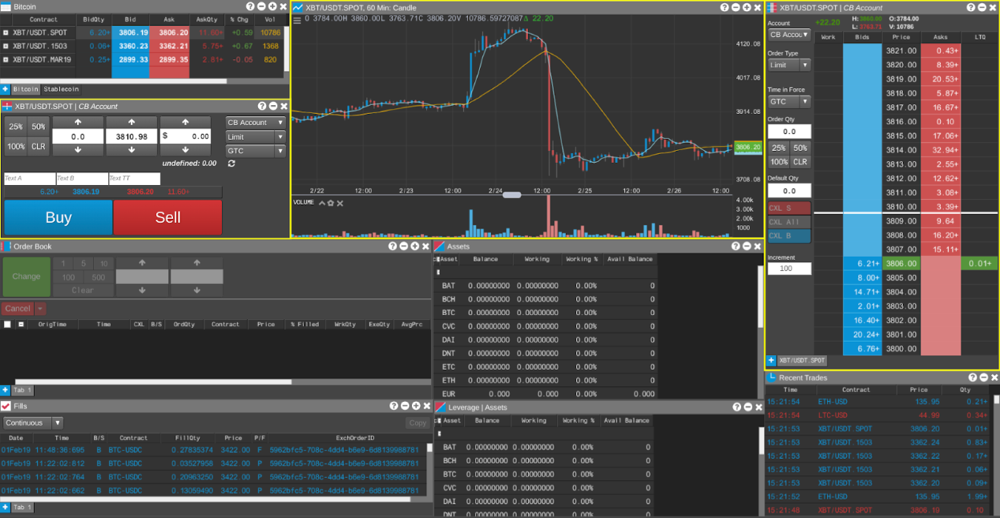 Bitcoin
Contract BidQty Bid Ask AskQty % Chg Vol
XBT/USDT.SPOT 6.20+ 3806.19 3806.20 11.60+ +0.59 10786
XBT/USDT.1503 0.06+ 3360.23 3362.21 5.75+ +0.67 1368
XBT/USDT.MAR19 0.25+ 2899.33 2899.35 2.81+ -0.05 820
Bitcoin Stablecoin
XBT/USDT.SPOT | CB Account
25% 50% 0.0 3810.98 $ 0.00 CB Account
100% CLR Limit
GTC
undefined: 0.00
Text A Text B Text TT
6.20+ 3806.19 3806.20 11.60+
Buy Sell
XBT/USDT.SPOT, 60 Min: Candle
O 3784.00H 3860.00L 3763.71C 3806.20V 10786.59727087Δ 22.20
4120.08
4017.08
3914.08
3806.20
3708.08
2/22 12:00 2/23 12:00 2/24 12:00 2/25 12:00 2/26 12:00
VOLUME
4.00k
3.00k
2.00k
1000
XBT/USDT.SPOT | CB Account
Account +22.20 H: 3860.00 O: 3784.00
CB Acc L: 3763.71 V: 10786
Work Bids Price Asks LTQ
Order Type
Limit
Time in Force
GTC
Order Qty
0.0
25% 50%
100% CLR
Default Qty
0.0
CXL S
CXL All
CXL B
Increment
100
3821.00 0.43+
3820.00 8.39+
3819.00 20.53+
3818.00 5.87+
3817.00 16.67+
3816.00 0.10
3815.00 17.06+
3814.00 32.94+
3813.00 2.55+
3812.00 12.62+
3811.00 3.08+
3810.00 3.39+
3809.00 9.64
3808.00 16.20+
3807.00 15.11+
6.21+ 3806.00 0.01+
8.00+ 3805.00
14.71+ 3804.00
2.01+ 3803.00
16.40+ 3802.00
20.24+ 3801.00
6.76+ 3800.00
XBT/USDT.SPOT
Order Book
Change 1 5 10
100 500
Clear
Cancel
OrigTime Time CXL B/S OrdQty Contract Price % Filled WrkQty ExeQty AvgPrc
Tab 1
Assets
Asset Balance Working Working % Avail Balance
BAT 0.00000000 0.00000000 0.00% 0
BCH 0.00000000 0.00000000 0.00% 0
BTC 0.00000000 0.00000000 0.00% 0
CVC 0.00000000 0.00000000 0.00% 0
DAI 0.00000000 0.00000000 0.00% 0
DNT 0.00000000 0.00000000 0.00% 0
ETC 0.00000000 0.00000000 0.00% 0
ETH 0.00000000 0.00000000 0.00% 0
EUR 0.000 0.000 0.00% 0.000
Fills
Continuous Copy
Date Time B/S Contract FillQty Price P/F ExchOrderID
01Feb19 11:48:36.695 B BTC-USDC 0.27835374 3422.00 P 5962bfc5-708c-4dd4-b6e9-6d8139988781
01Feb19 11:22:02.812 B BTC-USDC 0.03527958 3422.00 P 5962bfc5-708c-4dd4-b6e9-6d8139988781
01Feb19 11:22:02.764 B BTC-USDC 0.20963250 3422.00 P 5962bfc5-708c-4dd4-b6e9-6d8139988781
01Feb19 11:22:02.662 B BTC-USDC 0.13059490 3422.00 P 5962bfc5-708c-4dd4-b6e9-6d8139988781
Tab 1
Leverage | Assets
Asset Balance Working Working % Avail Balance
BAT 0.00000000 0.00000000 0.00% 0
BCH 0.00000000 0.00000000 0.00% 0
BTC 0.00000000 0.00000000 0.00% 0
CVC 0.00000000 0.00000000 0.00% 0
DAI 0.00000000 0.00000000 0.00% 0
DNT 0.00000000 0.00000000 0.00% 0
Recent Trades
Time Contract Price Qty
15:21:54 ETH-USD 135.95 0.21+
15:21:54 LTC-USD 44.99 0.34+
15:21:53 XBT/USDT.SPOT 3806.20 0.01+
15:21:53 XBT/USDT.1503 3362.24 0.83+
15:21:53 XBT/USDT.1503 3362.22 0.17+
15:21:53 XBT/USDT.1503 3362.21 0.06+
15:21:53 XBT/USDT.1503 3362.20 0.09+
15:21:52 ETH-USD 135.95 1.99+
15:21:48 XBT/USDT.SPOT 3806.10 0.10